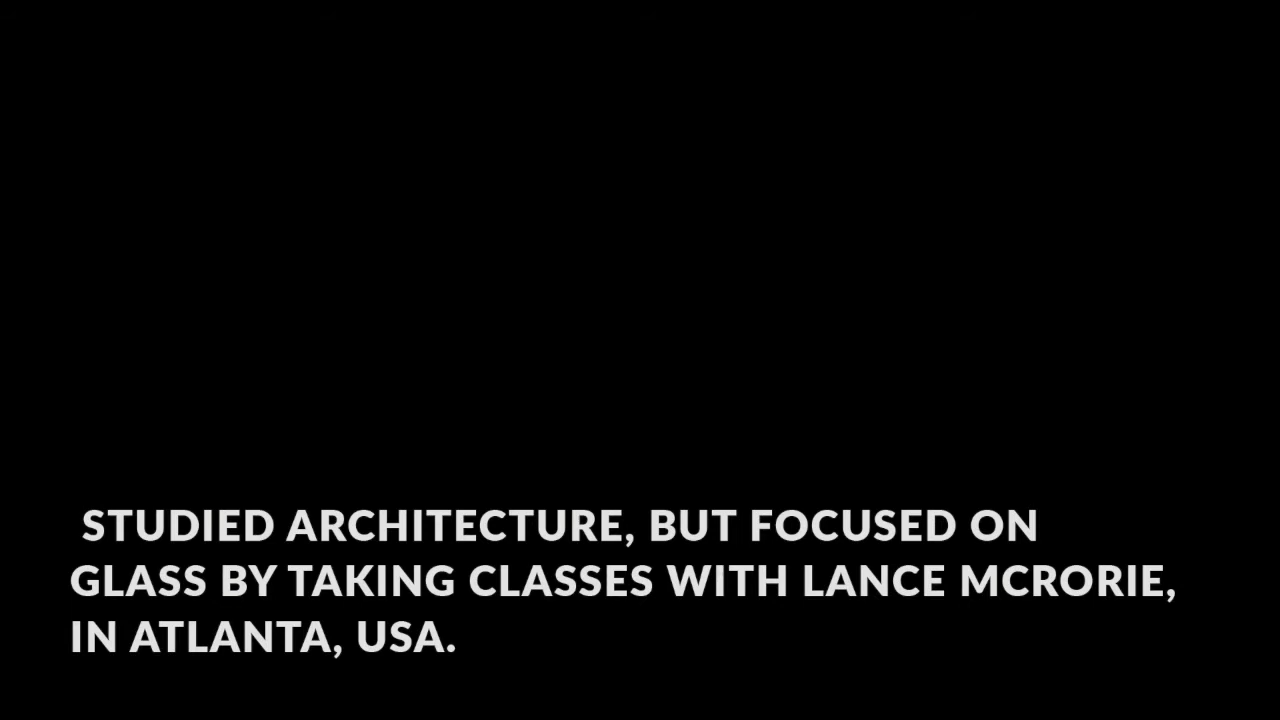 STUDIED ARCHITECTURE, BUT FOCUSED ON
GLASS BY TAKING CLASSES WITH LANCE MCRORIE,
IN ATLANTA, USA.